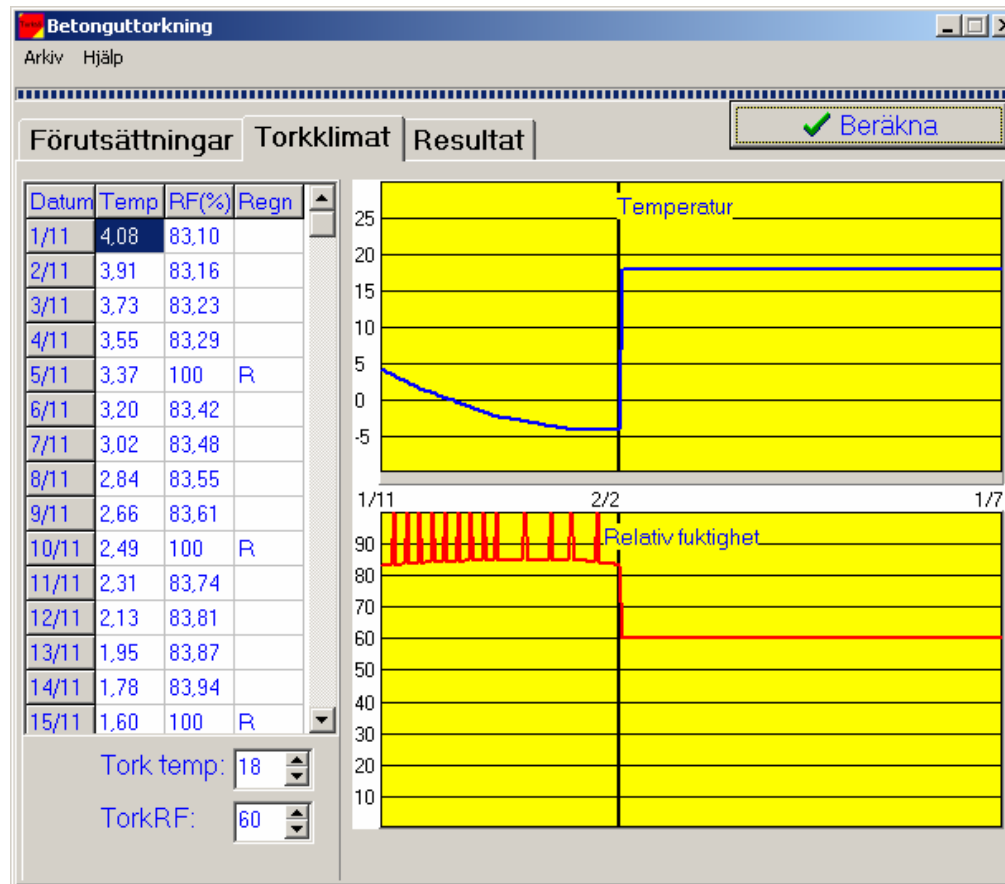 Betonguttorkning
Arkiv Hjälp
Beräkna
Förutsättningar Torkklimat Resultat
Datum Temp RF(%) Regn
1/11 4,08 83,10
2/11 3,91 83,16
3/11 3,73 83,23
4/11 3,55 83,29
5/11 3,37 100 R
6/11 3,20 83,42
7/11 3,02 83,48
8/11 2,84 83,55
9/11 2,66 83,61
10/11 2,49 100 R
11/11 2,31 83,74
12/11 2,13 83,81
13/11 1,95 83,87
14/11 1,78 83,94
15/11 1,60 100 R
Tork temp: 18
TorkRF: 60
Temperatur
25
20
15
10
5
0
-5
1/11 2/2 1/7
Relativ fuktighet
90
80
70
60
50
40
30
20
10